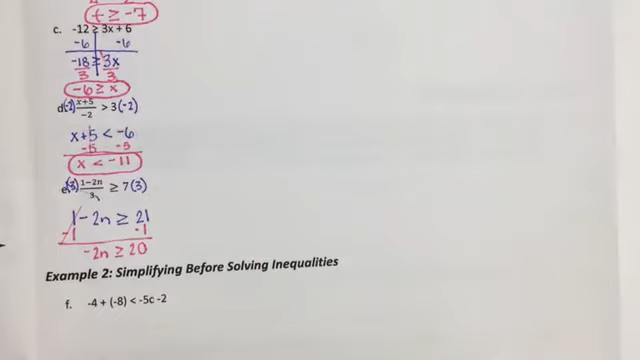 t ≥ -7
c. -12 ≥ 3x + 6
-6 -6
-18 ≥ 3x
3 3
-6 ≥ x
d. (-2) x+5 / -2 > 3 (-2)
x+5 < -6
-5 -5
x < -11
e. (3) 1-2n / 3 ≥ 7 (3)
1 - 2n ≥ 21
-1 -1
-2n ≥ 20
Example 2: Simplifying Before Solving Inequalities
f. -4 + (-8) < -5c -2